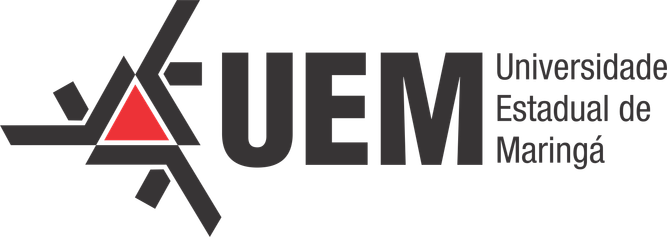 UEM
Universidade
Estadual de
Maringá